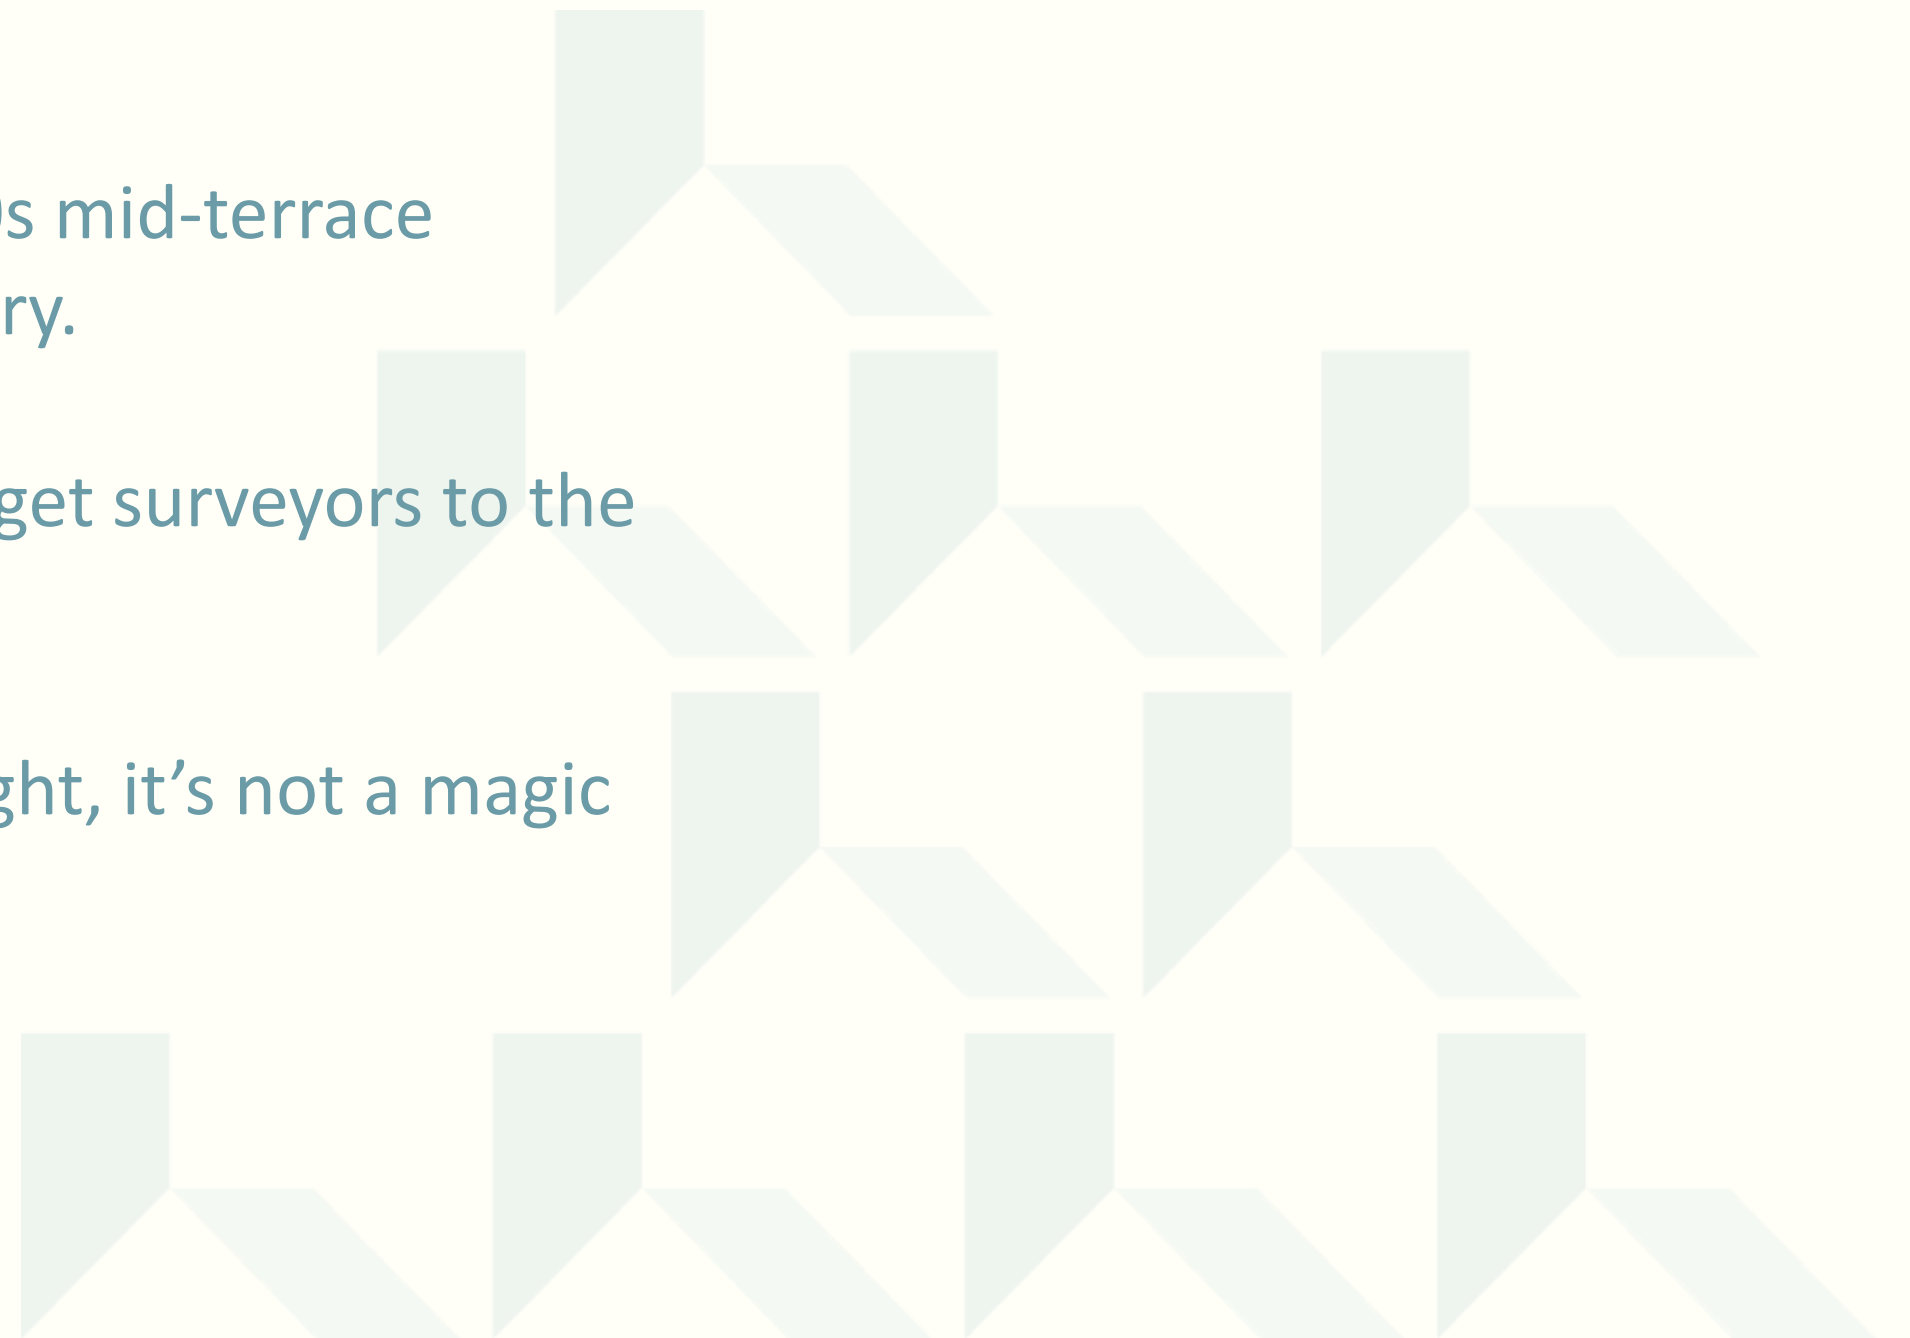 s mid-terrace
ry.
get surveyors to the
ght, it’s not a magic